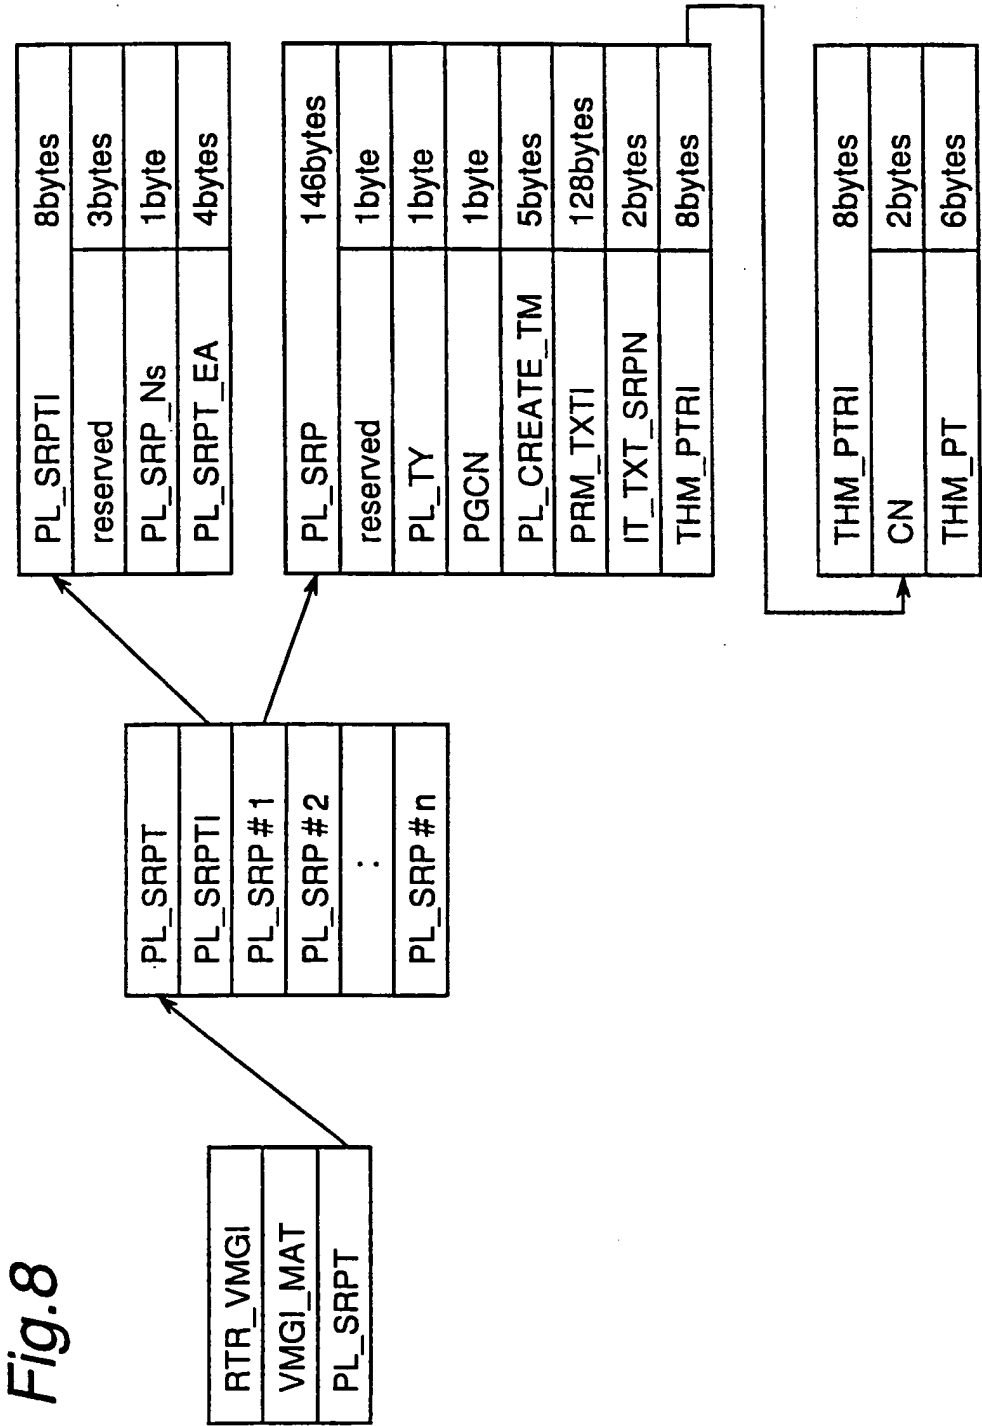 Fig.8
RTR_VMGI
VMGI_MAT
PL_SRPT
PL_SRPT
PL_SRPTI
PL_SRP#1
PL_SRP#2
:
PL_SRP#n
PL_SRPTI 8bytes
reserved 3bytes
PL_SRP_Ns 1byte
PL_SRPT_EA 4bytes
PL_SRP 146bytes
reserved 1byte
PL_TY 1byte
PGCN 1byte
PL_CREATE_TM 5bytes
PRM_TXTI 128bytes
IT_TXT_SRPN 2bytes
THM_PTRI 8bytes
THM_PTRI 8bytes
CN 2bytes
THM_PT 6bytes